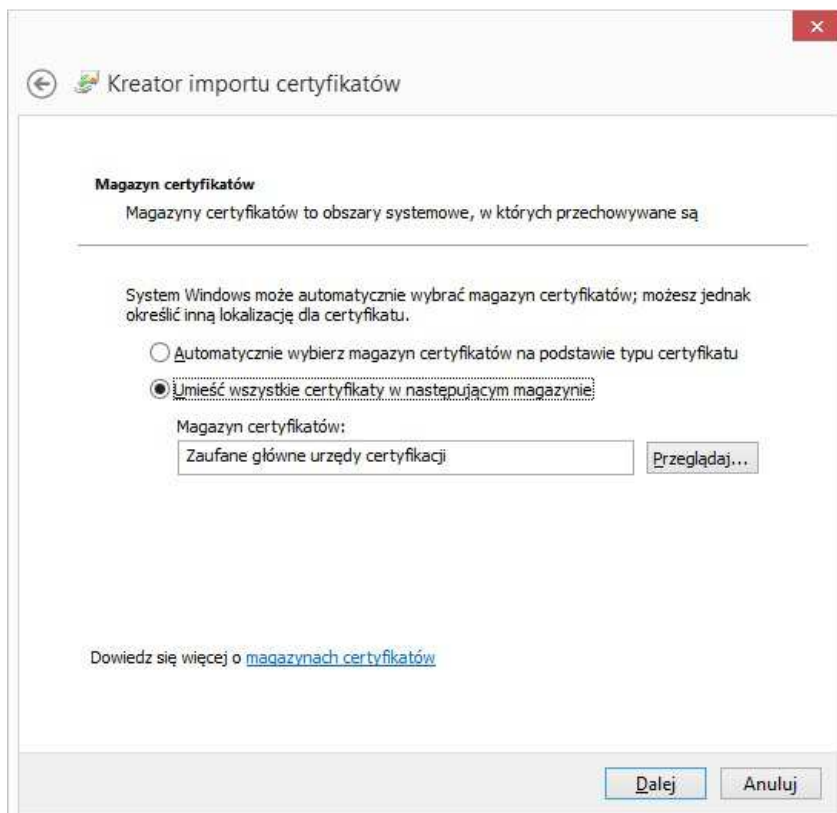 Kreator importu certyfikatów
Magazyn certyfikatów
Magazyny certyfikatów to obszary systemowe, w których przechowywane są
System Windows może automatycznie wybrać magazyn certyfikatów; możesz jednak
określić inną lokalizację dla certyfikatu.
Automatycznie wybierz magazyn certyfikatów na podstawie typu certyfikatu
Umieść wszystkie certyfikaty w następującym magazynie
Magazyn certyfikatów:
Zaufane główne urzędy certyfikacji
Przeglądaj...
Dowiedz się więcej o magazynach certyfikatów
Dalej
Anuluj